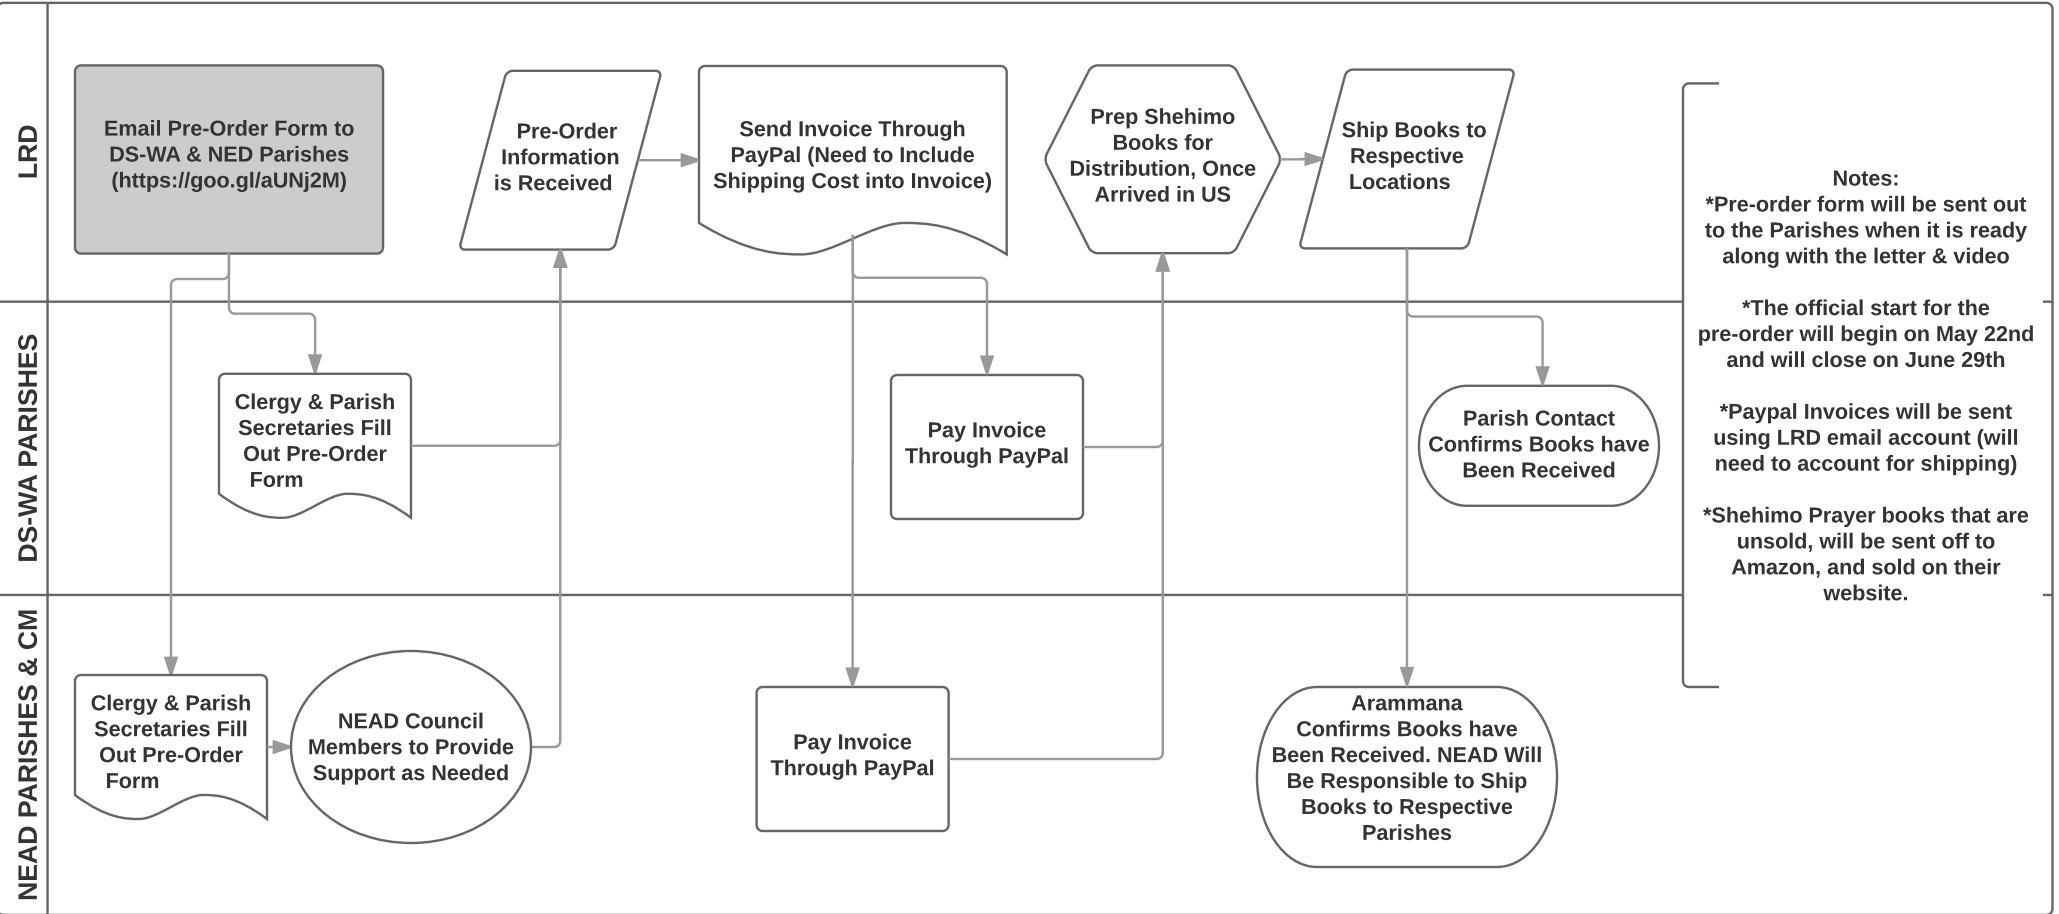 LRD
Email Pre-Order Form to
DS-WA & NED Parishes
(https://goo.gl/aUNj2M)
Pre-Order
Information
is Received
Send Invoice Through
PayPal (Need to Include
Shipping Cost into Invoice)
Prep Shehimo
Books for
Distribution, Once
Arrived in US
Ship Books to
Respective
Locations
DS-WA PARISHES
Clergy & Parish
Secretaries Fill
Out Pre-Order
Form
Pay Invoice
Through PayPal
Parish Contact
Confirms Books have
Been Received
NEAD PARISHES & CM
Clergy & Parish
Secretaries Fill
Out Pre-Order
Form
NEAD Council
Members to Provide
Support as Needed
Pay Invoice
Through PayPal
Arammana
Confirms Books have
Been Received. NEAD Will
Be Responsible to Ship
Books to Respective
Parishes
Notes:
*Pre-order form will be sent out
to the Parishes when it is ready
along with the letter & video
*The official start for the
pre-order will begin on May 22nd
and will close on June 29th
*Paypal Invoices will be sent
using LRD email account (will
need to account for shipping)
*Shehimo Prayer books that are
unsold, will be sent off to
Amazon, and sold on their
website.